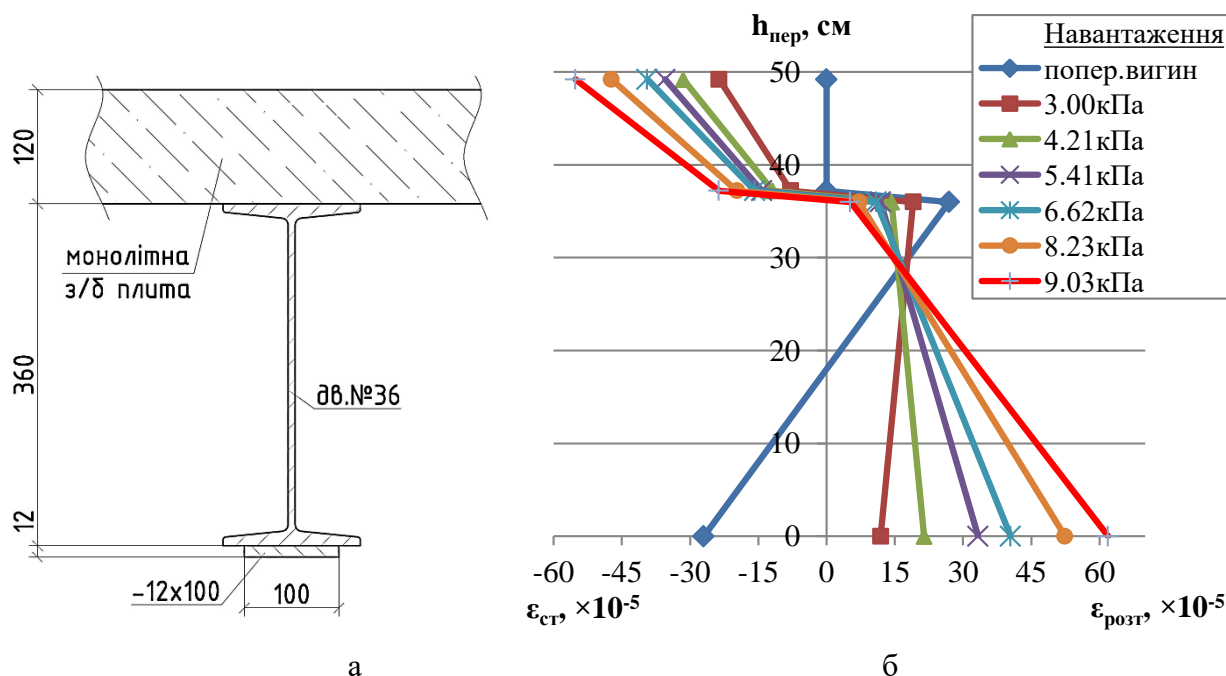 120
360
12
монолітна
з/б плита
дв.№36
-12x100
100
а
hпер, см
50
40
30
20
10
0
-60 -45 -30 -15 0 15 30 45 60
εст, ×10-5
εрозт, ×10-5
Навантаження
попер.вигин
3.00кПа
4.21кПа
5.41кПа
6.62кПа
8.23кПа
9.03кПа
б